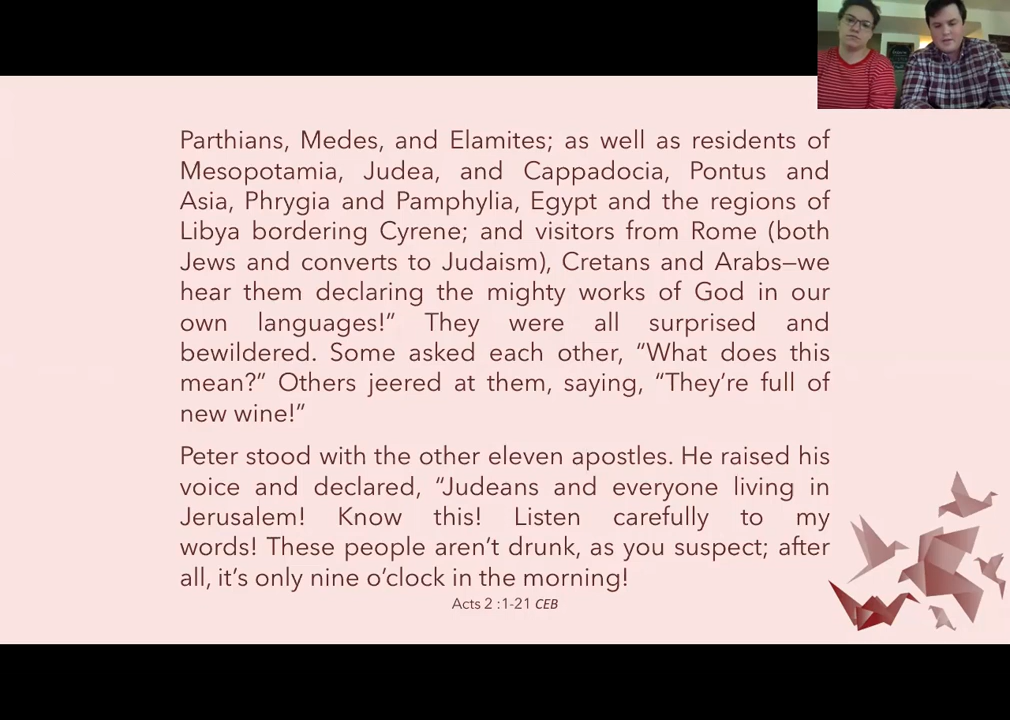 Parthians, Medes, and Elamites; as well as residents of
Mesopotamia, Judea, and Cappadocia, Pontus and
Asia, Phrygia and Pamphylia, Egypt and the regions of
Libya bordering Cyrene; and visitors from Rome (both
Jews and converts to Judaism), Cretans and Arabs—we
hear them declaring the mighty works of God in our
own languages!” They were all surprised and
bewildered. Some asked each other, “What does this
mean?” Others jeered at them, saying, “They’re full of
new wine!”
Peter stood with the other eleven apostles. He raised his
voice and declared, “Judeans and everyone living in
Jerusalem! Know this! Listen carefully to my
words! These people aren’t drunk, as you suspect; after
all, it’s only nine o’clock in the morning!
Acts 2 :1-21 CEB